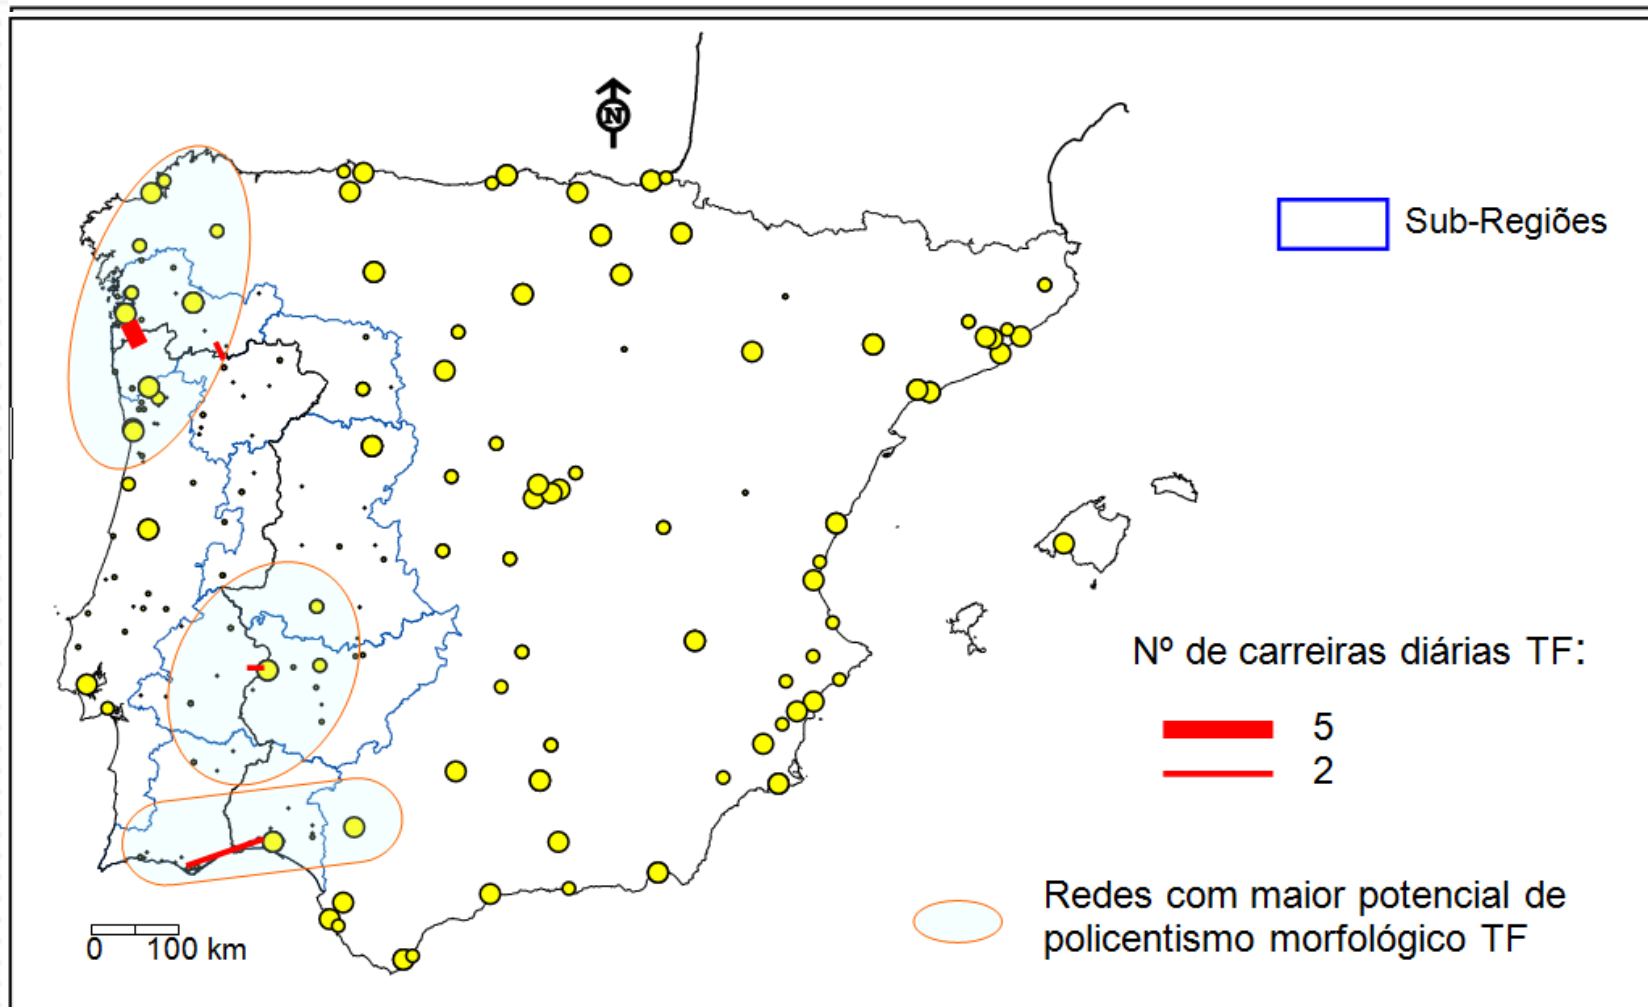 N
Sub-Regiões
Nº de carreiras diárias TF:
5
2
Redes com maior potencial de
policentismo morfológico TF
0 100 km